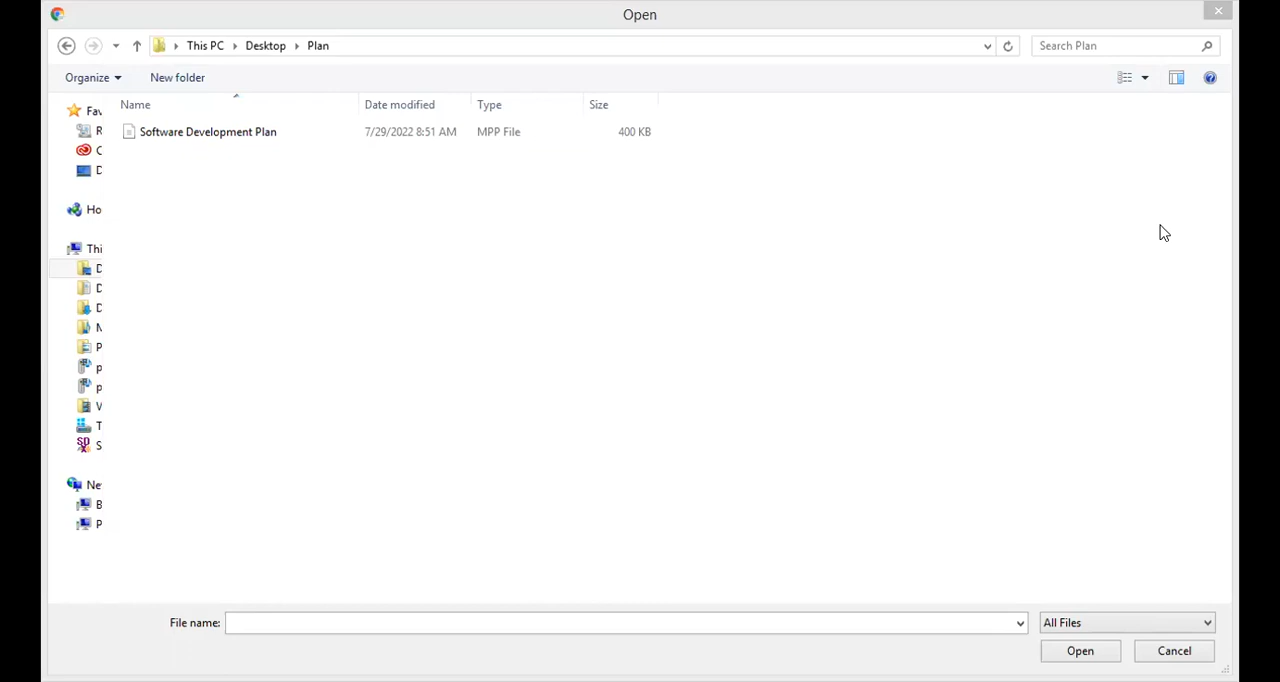 Open
This PC Desktop Plan
Search Plan
Organize New folder
Name Date modified Type Size
Software Development Plan 7/29/2022 8:51 AM MPP File 400 KB
Fav
R
C
D
Ho
Thi
D
D
D
M
P
p
p
V
T
S
Ne
B
P
File name:
All Files
Open Cancel